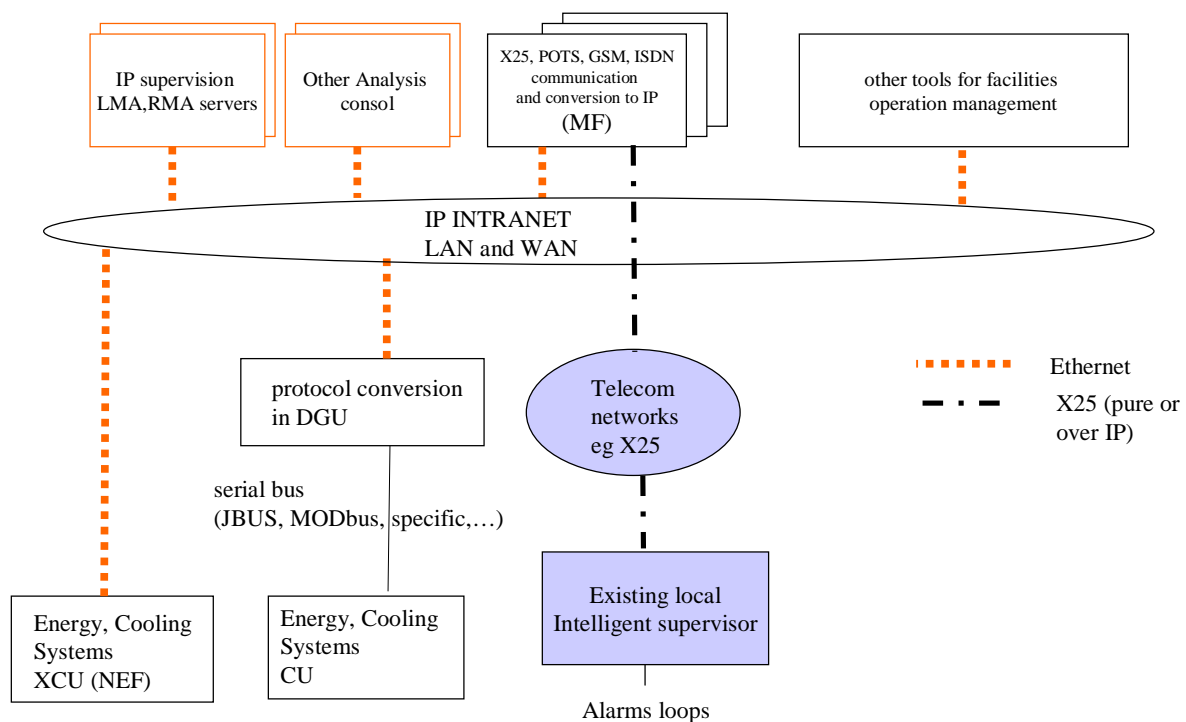 IP supervision
LMA,RMA servers
Other Analysis
consol
X25, POTS, GSM, ISDN
communication
and conversion to IP
(MF)
other tools for facilities
operation management
IP INTRANET
LAN and WAN
protocol conversion
in DGU
Telecom
networks
eg X25
Ethernet
X25 (pure or
over IP)
serial bus
(JBUS, MODbus, specific,…)
Energy, Cooling
Systems
XCU (NEF)
Energy, Cooling
Systems
CU
Existing local
Intelligent supervisor
Alarms loops